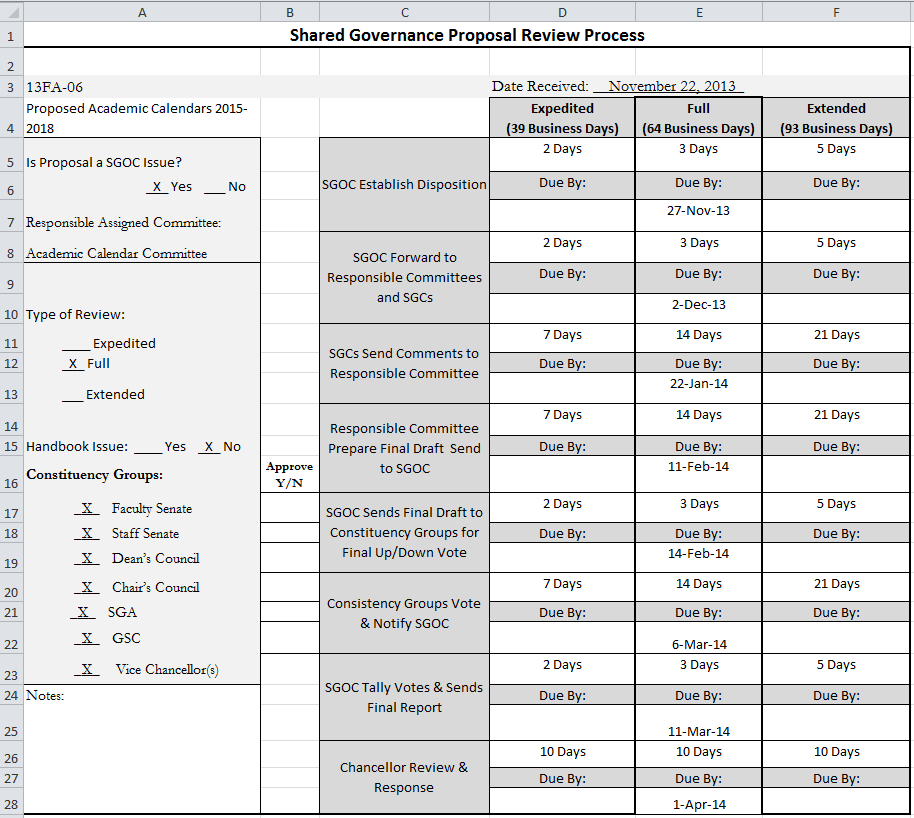 A B C D E F
1 Shared Governance Proposal Review Process
2
3 13FA-06 Date Received: __November 22, 2013_
4 Proposed Academic Calendars 2015-
2018
Expedited
(39 Business Days)
Full
(64 Business Days)
Extended
(93 Business Days)
5 Is Proposal a SGOC Issue?
6 _X_ Yes ___ No
7 Responsible Assigned Committee:
8 Academic Calendar Committee
9
10 Type of Review:
11 ____ Expedited
12 _X_ Full
13 ___ Extended
14
15 Handbook Issue: ____ Yes _X_ No
16 Constituency Groups:
Approve
Y/N
17 _X_ Faculty Senate
18 _X_ Staff Senate
19 _X_ Dean's Council
20 _X_ Chair's Council
21 _X_ SGA
22 _X_ GSC
23 _X_ Vice Chancellor(s)
24 Notes:
25
26
27
28
SGOC Establish Disposition
2 Days 3 Days 5 Days
Due By: Due By: Due By:
27-Nov-13
SGOC Forward to
Responsible Committees
and SGCs
2 Days 3 Days 5 Days
Due By: Due By: Due By:
2-Dec-13
SGCs Send Comments to
Responsible Committee
7 Days 14 Days 21 Days
Due By: Due By: Due By:
22-Jan-14
Responsible Committee
Prepare Final Draft Send
to SGOC
7 Days 14 Days 21 Days
Due By: Due By: Due By:
11-Feb-14
SGOC Sends Final Draft to
Constituency Groups for
Final Up/Down Vote
2 Days 3 Days 5 Days
Due By: Due By: Due By:
14-Feb-14
Consistency Groups Vote
& Notify SGOC
7 Days 14 Days 21 Days
Due By: Due By: Due By:
6-Mar-14
SGOC Tally Votes & Sends
Final Report
2 Days 3 Days 5 Days
Due By: Due By: Due By:
11-Mar-14
Chancellor Review &
Response
10 Days 10 Days 10 Days
Due By: Due By: Due By:
1-Apr-14